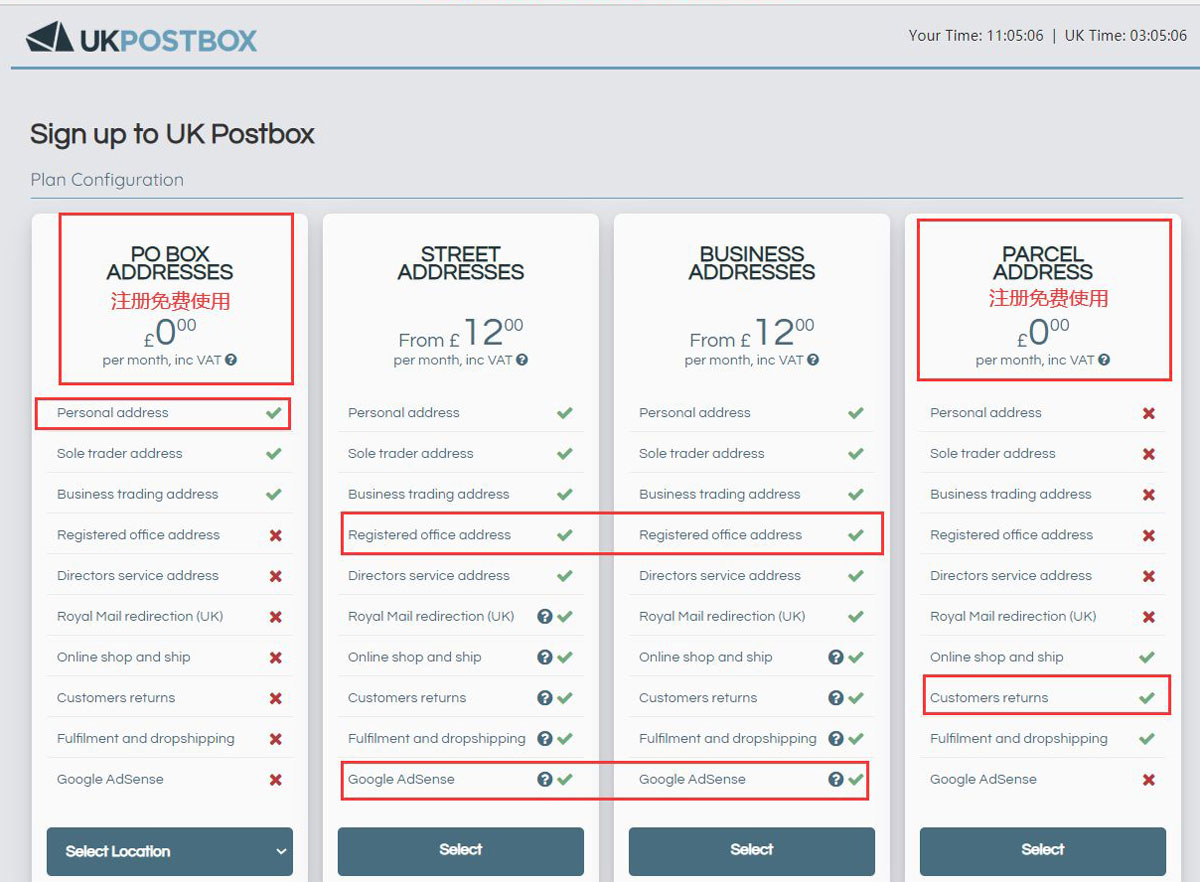 UKPOSTBOX
Your Time: 11:05:06 | UK Time: 03:05:06
Sign up to UK Postbox
Plan Configuration
PO BOX
ADDRESSES
注册免费使用
£0⁰⁰
per month, inc VAT ?
Personal address
Sole trader address
Business trading address
Registered office address
Directors service address
Royal Mail redirection (UK)
Online shop and ship
Customers returns
Fulfilment and dropshipping
Google AdSense
Select Location
STREET
ADDRESSES
From £12⁰⁰
per month, inc VAT ?
Personal address
Sole trader address
Business trading address
Registered office address
Directors service address
Royal Mail redirection (UK) ?
Online shop and ship ?
Customers returns ?
Fulfilment and dropshipping ?
Google AdSense ?
Select
BUSINESS
ADDRESSES
From £12⁰⁰
per month, inc VAT ?
Personal address
Sole trader address
Business trading address
Registered office address
Directors service address
Royal Mail redirection (UK)
Online shop and ship ?
Customers returns ?
Fulfilment and dropshipping ?
Google AdSense ?
Select
PARCEL
ADDRESS
注册免费使用
£0⁰⁰
per month, inc VAT ?
Personal address
Sole trader address
Business trading address
Registered office address
Directors service address
Royal Mail redirection (UK)
Online shop and ship
Customers returns
Fulfilment and dropshipping
Google AdSense
Select